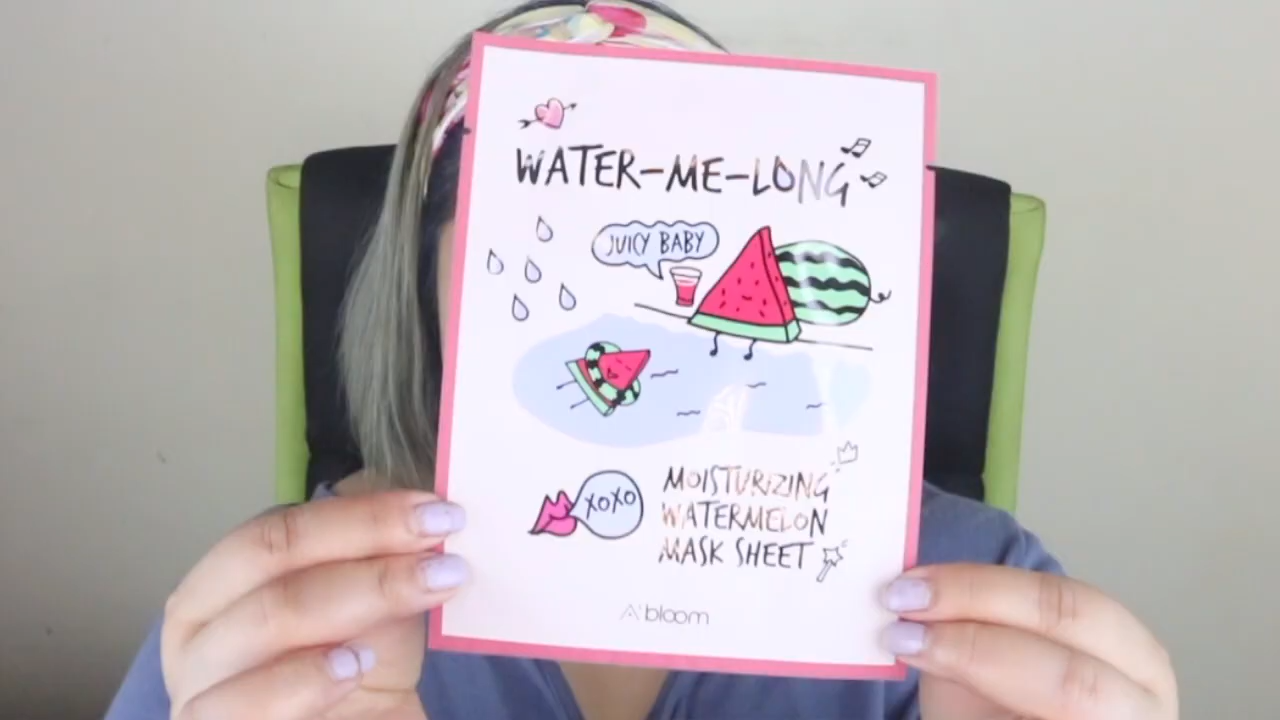 WATER-ME-LONG
JUICY BABY
XOXO
MOISTURIZING
WATERMELON
MASK SHEET
A'bloom